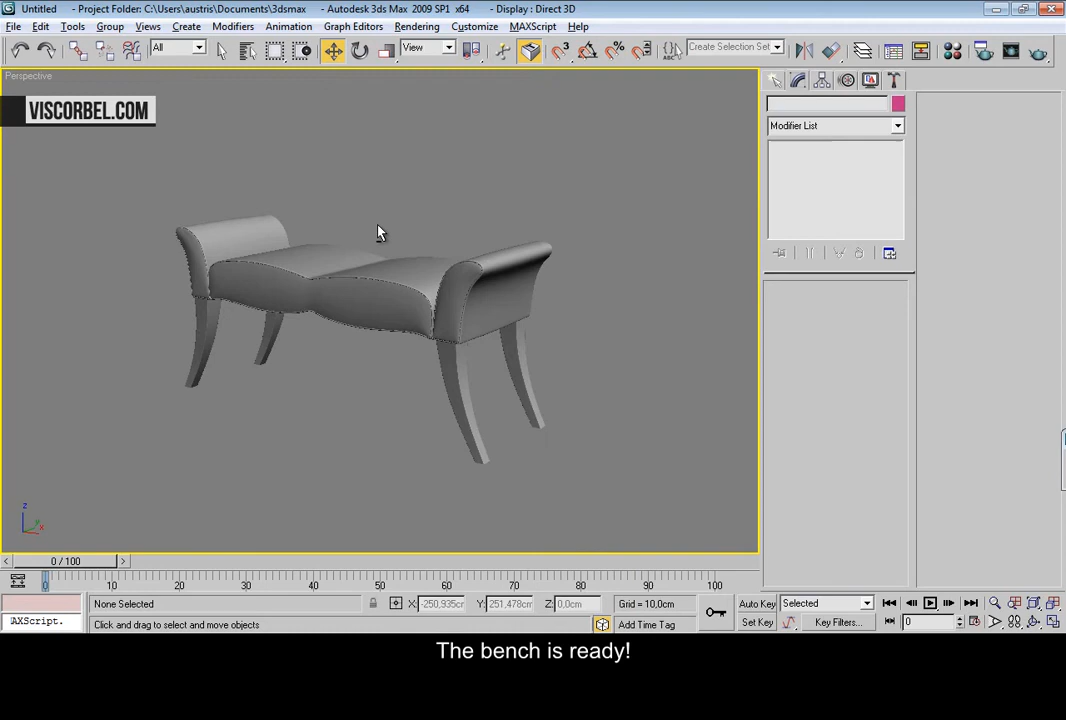 Untitled - Project Folder: C:\Users\austris\Documents\3dsmax - Autodesk 3ds Max 2009 SP1 x64 - Display : Direct 3D
File Edit Tools Group Views Create Modifiers Animation Graph Editors Rendering Customize MAXScript Help
All View Create Selection Set
Perspective
VISCORBEL.COM
Modifier List
z
y
x
0 / 100
0 10 20 30 40 50 60 70 80 90 100
None Selected X: -250,935cm Y: 251,478cm Z: 0,0cm Grid = 10,0cm Auto Key Selected
AXScript. Click and drag to select and move objects Add Time Tag Set Key Key Filters... 0
The bench is ready!